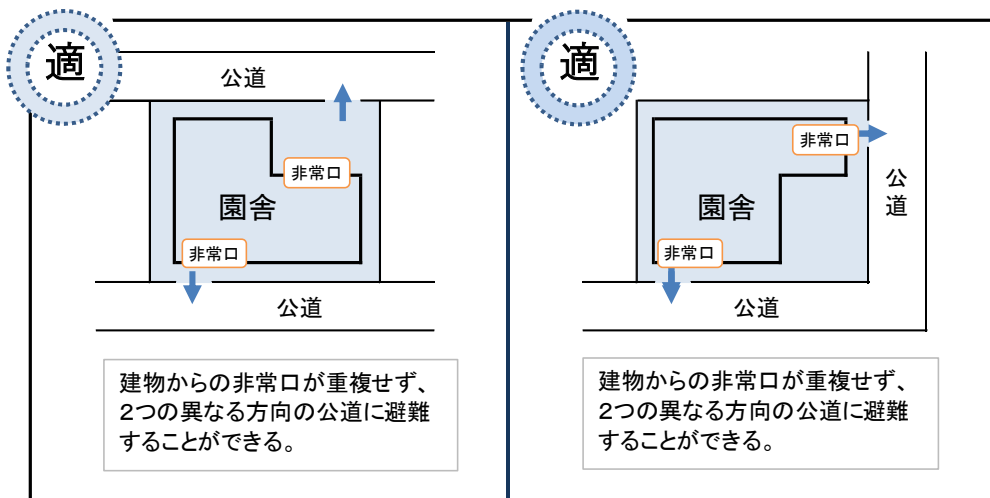 適
公道
非常口
園舎
非常口
公道
建物からの非常口が重複せず、
2つの異なる方向の公道に避難
することができる。
適
非常口
公道
園舎
非常口
公道
建物からの非常口が重複せず、
2つの異なる方向の公道に避難
することができる。